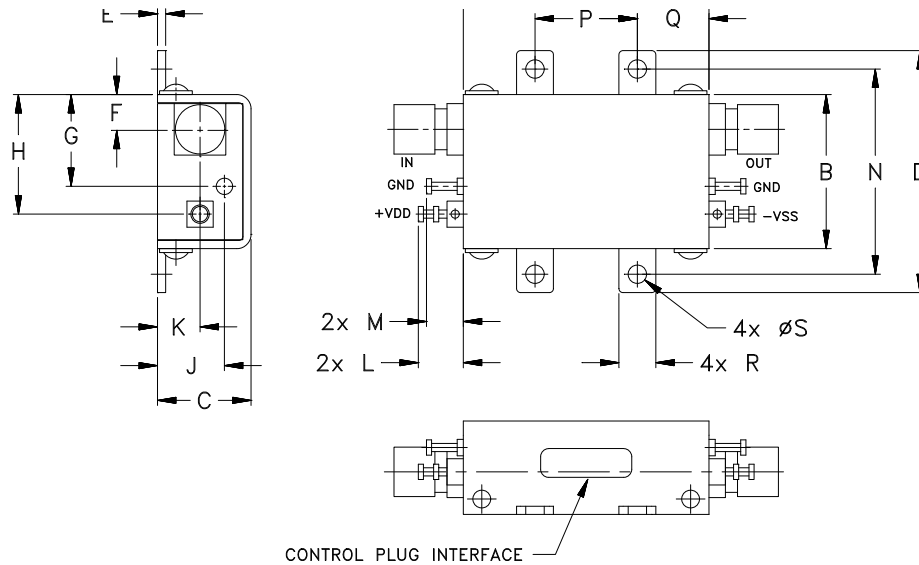 E
P
Q
F
G
H
IN
OUT
GND
GND
+VDD
-VSS
B
N
D
K
J
C
2x M
2x L
4x øS
4x R
CONTROL PLUG INTERFACE